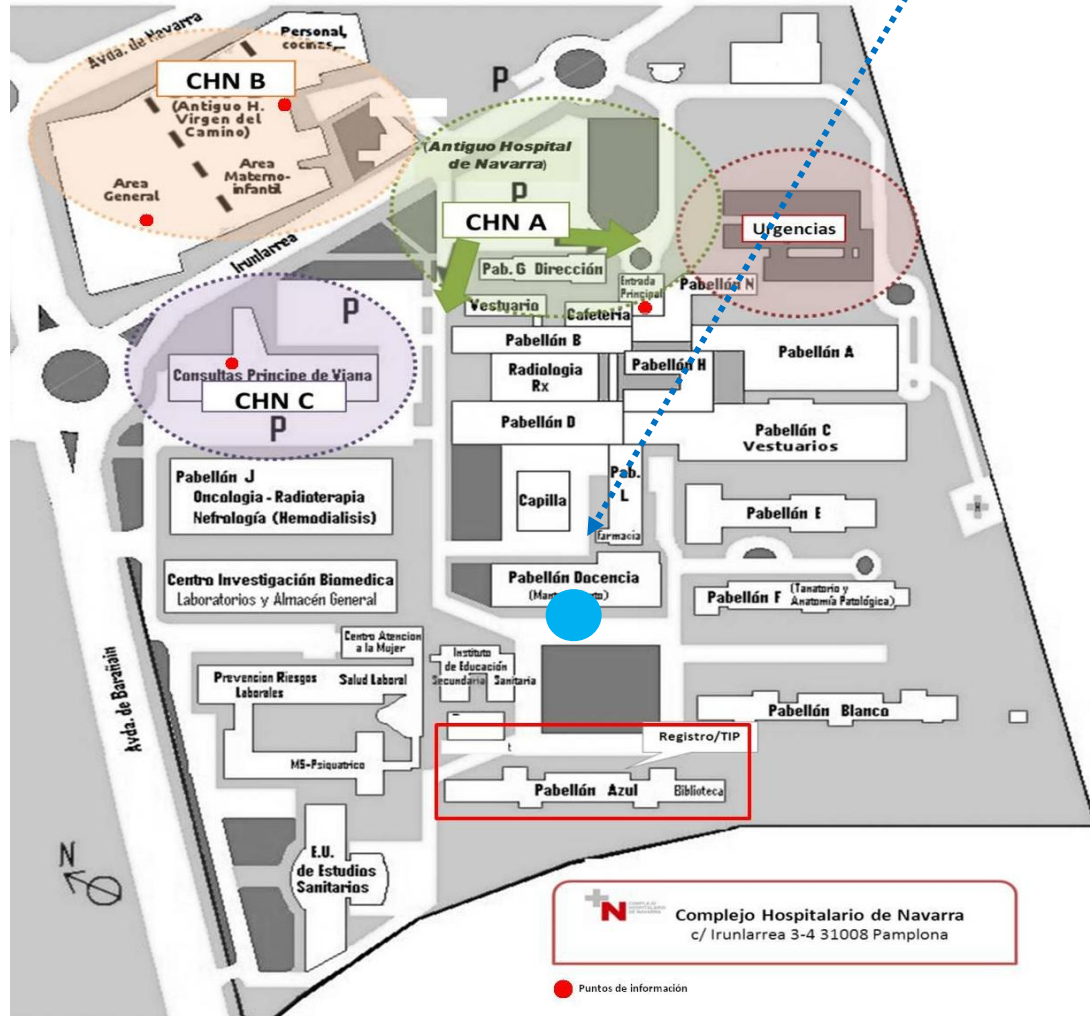 Avda. de Navarra
Personal,
cocinas,
P
CHN B
(Antiguo H.
Virgen del
Camino)
Area
Materno-
infantil
Area
General
(Antiguo Hospital
de Navarra)
P
CHN A
Urgencias
Irunlarrea
Pab. G Dirección
Entrada
Principal
Pabellón N
Vestuario
Cafeteria
P
Pabellón B
Pabellón A
Radiologia
Rx
Pabellón H
Consultas Principe de Viana
CHN C
P
Pabellón D
Pabellón C
Vestuarios
Pabellón J
Oncologia - Radioterapia
Nefrología (Hemodialisis)
Capilla
Pab.
L
farmacia
Pabellón E
Centro Investigación Biomedica
Laboratorios y Almacén General
Pabellón Docencia
Pabellón F (Tanatorio y
Anatomía Patológica)
Centro Atencion
a la Mujer
Instituto
de Educación
Secundaria Sanitaria
Prevencion Riesgos
Laborales
Salud Laboral
Avda. de Barañain
Pabellón Blanco
Registro/TIP
MS-Psiquatrico
Pabellón Azul
Biblioteca
E.U.
de Estudios
Sanitarios
N
N
Complejo Hospitalario de Navarra
c/ Irunlarrea 3-4 31008 Pamplona
Puntos de información